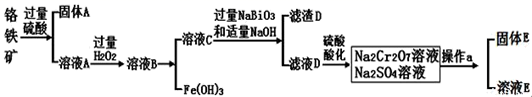 铬
铁
矿
过量
硫酸
固体A
溶液A
过量
H₂O₂
溶液B
溶液C
Fe(OH)₃
过量NaBiO₃
和适量NaOH
滤渣D
滤液D
硫酸
酸化
Na₂Cr₂O₇溶液
Na₂SO₄溶液
操作a
固体E
溶液E